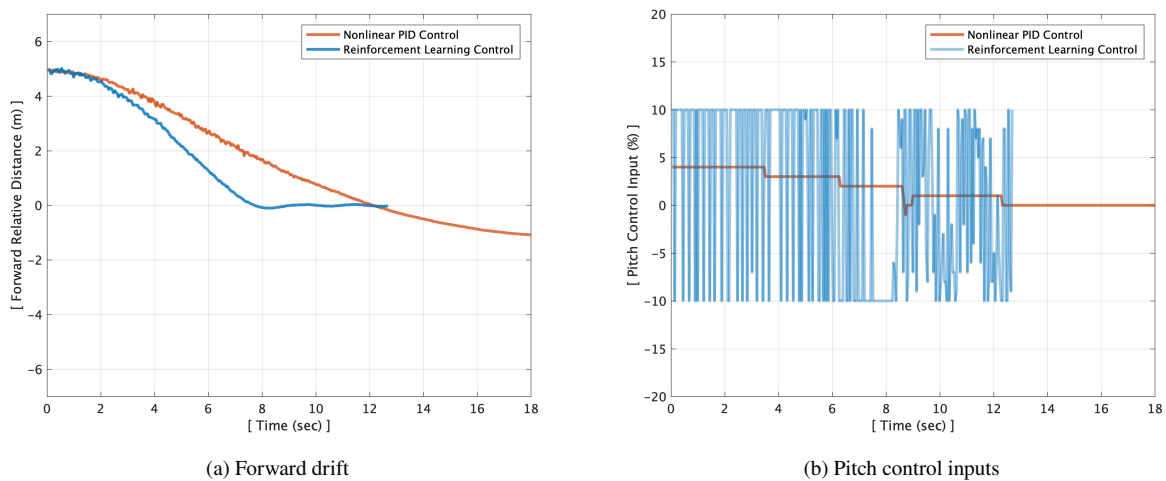 Nonlinear PID Control
Reinforcement Learning Control
[ Forward Relative Distance (m) ]
6
4
2
0
−2
−4
−6
0 2 4 6 8 10 12 14 16 18
[ Time (sec) ]
(a) Forward drift
Nonlinear PID Control
Reinforcement Learning Control
[ Pitch Control Input (%) ]
20
15
10
5
0
−5
−10
−15
−20
0 2 4 6 8 10 12 14 16 18
[ Time (sec) ]
(b) Pitch control inputs